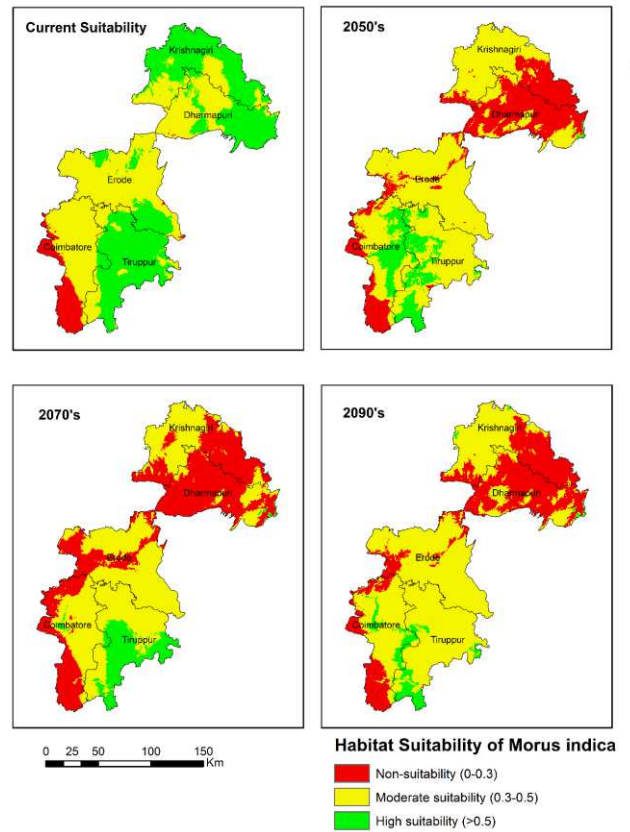 Current Suitability
Krishnagiri
Dharmapuri
Erode
Coimbatore
Tiruppur
2050's
Krishnagiri
Dharmapuri
Erode
Coimbatore
Tiruppur
2070's
Krishnagiri
Dharmapuri
Erode
Coimbatore
Tiruppur
2090's
Krishnagiri
Dharmapuri
Erode
Coimbatore
Tiruppur
0 25 50 100 150
Km
Habitat Suitability of Morus indica
Non-suitability (0-0.3)
Moderate suitability (0.3-0.5)
High suitability (>0.5)